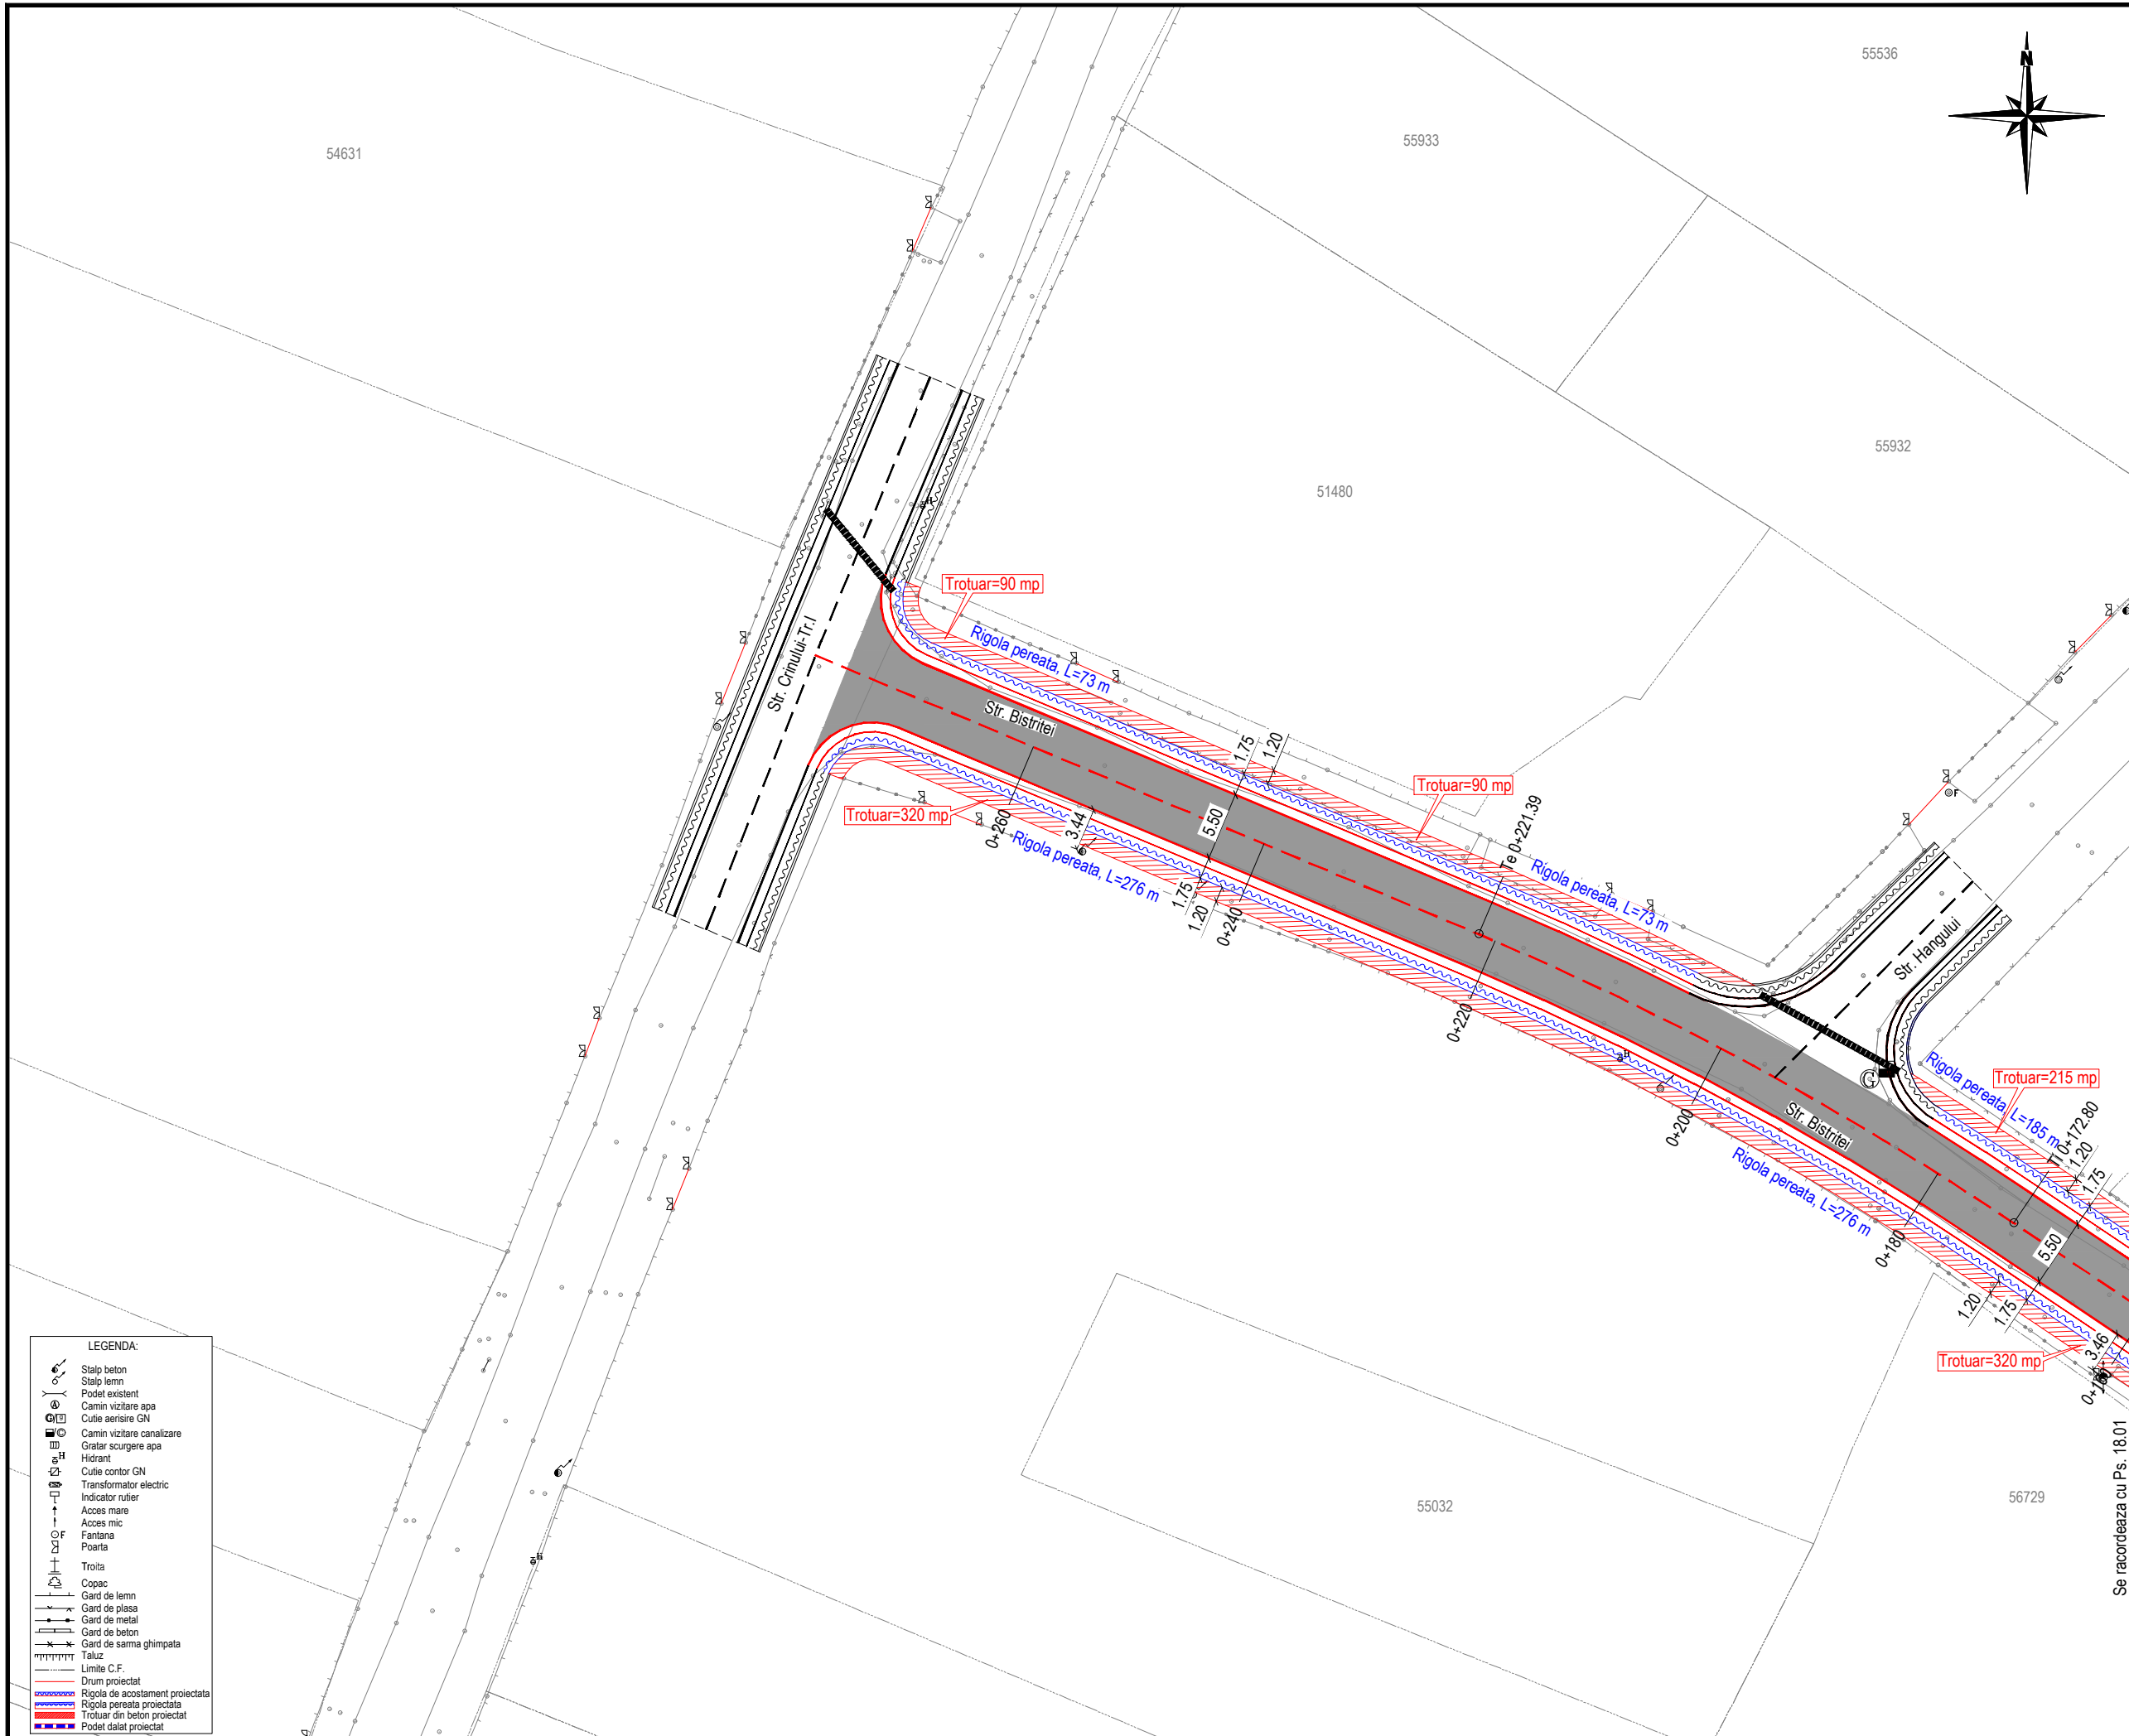 N
55536
54631
55933
55932
51480
H
Trotuar=90 mp
Rigola pereata, L=73 m
Str. Crinului-Tr.I
Str. Bistritei
1.75
1.20
Trotuar=90 mp
F
Trotuar=320 mp
0+260
3.44
5.50
Te 0+221.39
Rigola pereata, L=276 m
Rigola pereata, L=73 m
1.75
1.20
0+240
Str. Hangului
0+220
H
G
Rigola pereata, L=185 m
Trotuar=215 mp
0+200
Str. Bistritei
Ti 0+172.80
1.20
1.75
Rigola pereata, L=276 m
0+180
5.50
1.20
1.75
3.46
Trotuar=320 mp
0+160
Se racordeaza cu Ps. 18.01
55032
56729
H
LEGENDA:
Stalp beton
Stalp lemn
Podet existent
A Camin vizitare apa
G Cutie aerisire GN
C Camin vizitare canalizare
Gratar scurgere apa
H Hidrant
Cutie contor GN
Transformator electric
Indicator rutier
Acces mare
Acces mic
F Fantana
Poarta
Troita
Copac
Gard de lemn
Gard de plasa
Gard de metal
Gard de beton
Gard de sarma ghimpata
Taluz
Limite C.F.
Drum proiectat
Rigola de acostament proiectata
Rigola pereata proiectata
Trotuar din beton proiectat
Podet dalat proiectat